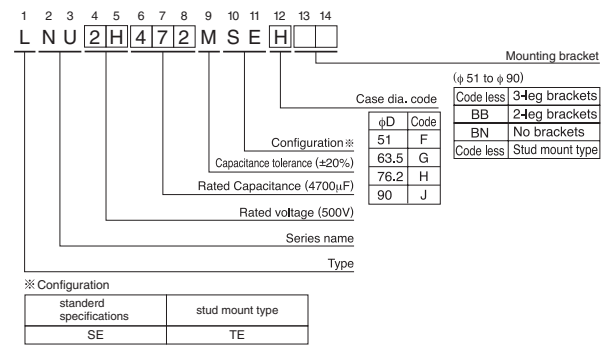 1 2 3 4 5 6 7 8 9 10 11 12 13 14
L N U 2 H 4 7 2 M S E H
Mounting bracket
(φ 51 to φ 90)
Code less 3-leg brackets
BB 2-leg brackets
BN No brackets
Code less Stud mount type
Case dia. code
φD Code
51 F
63.5 G
76.2 H
90 J
Configuration※
Capacitance tolerance (±20%)
Rated Capacitance (4700μF)
Rated voltage (500V)
Series name
Type
※ Configuration
standerd specifications stud mount type
SE TE